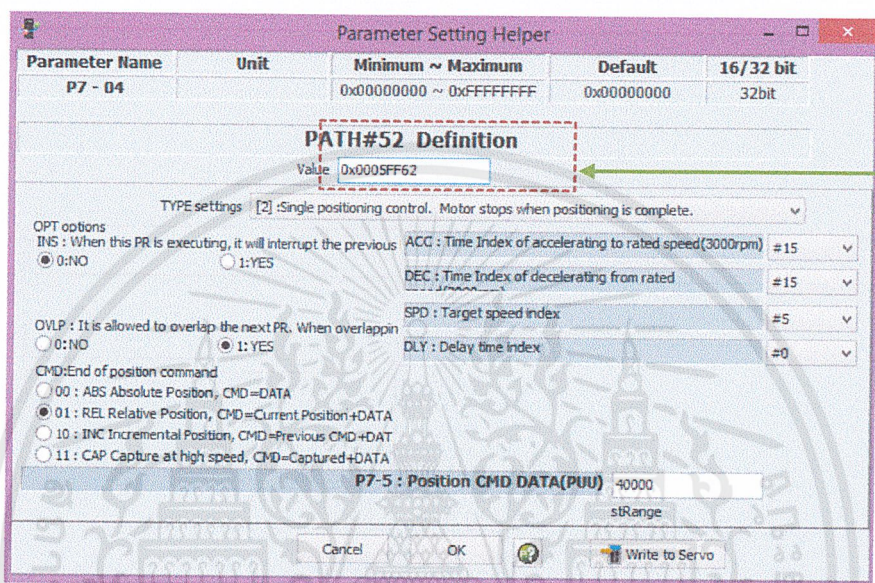 Parameter Setting Helper
Parameter Name Unit Minimum ~ Maximum Default 16/32 bit
P7 - 04 0x00000000 ~ 0xFFFFFFFF 0x00000000 32bit
PATH#52 Definition
Value 0x0005FF62
TYPE settings [2] :Single positioning control. Motor stops when positioning is complete.
OPT options
INS : When this PR is executing, it will interrupt the previous
0:NO 1:YES
ACC : Time Index of accelerating to rated speed(3000rpm) #15
DEC : Time Index of decelerating from rated #15
SPD : Target speed index #5
OVLP : It is allowed to overlap the next PR. When overlappin
0:NO 1:YES
DLY : Delay time index #0
CMD:End of position command
00 : ABS Absolute Position, CMD=DATA
01 : REL Relative Position, CMD=Current Position+DATA
10 : INC Incremental Position, CMD=Previous CMD+DAT
11 : CAP Capture at high speed, CMD=Captured+DATA
P7-5 : Position CMD DATA(PUU) 40000
stRange
Cancel OK Write to Servo